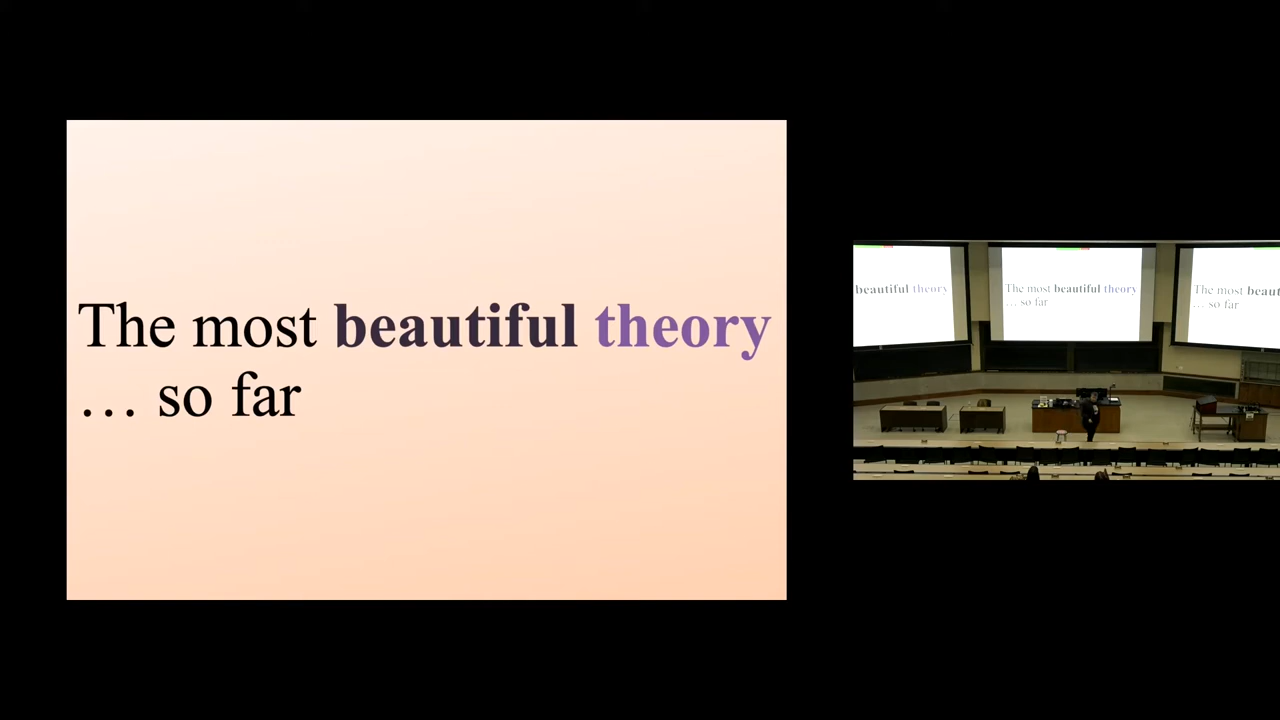 The most beautiful theory
… so far
beautiful theory
The most beautiful theory
… so far
The most beaut
… so far